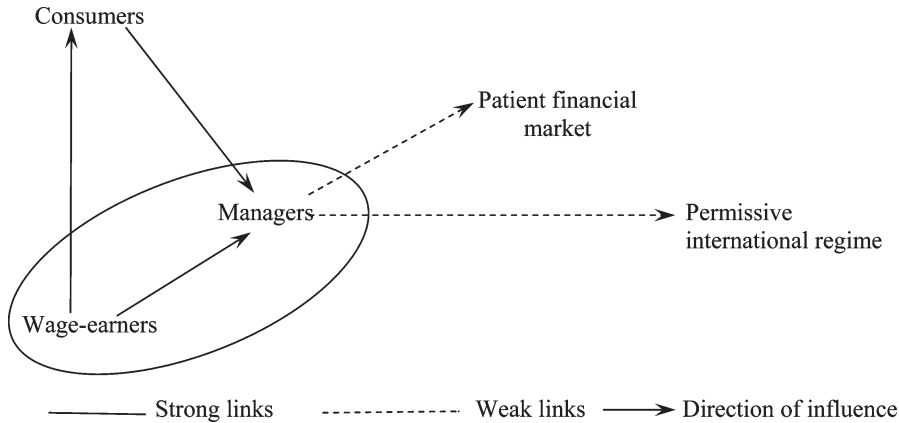 Consumers
Patient financial
market
Managers
Permissive
international regime
Wage-earners
Strong links
Weak links
Direction of influence